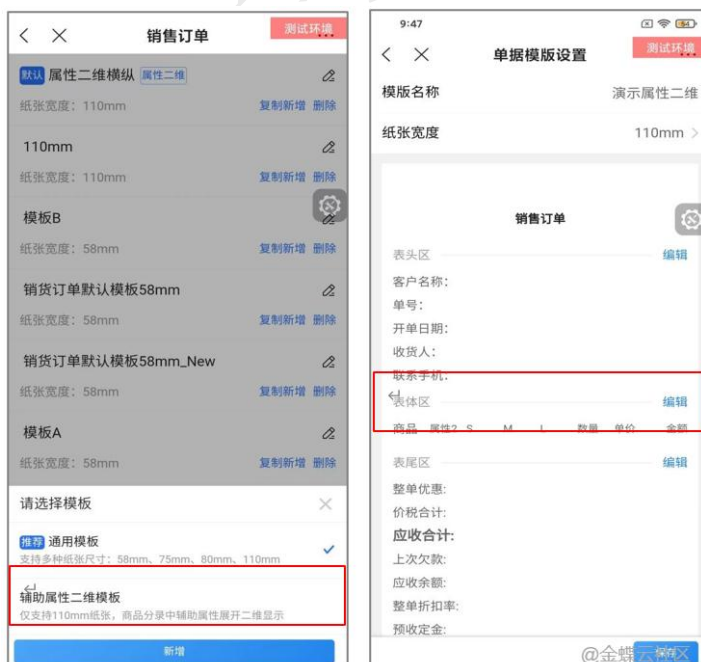 销售订单
测试环境
默认 属性二维横纵 属性二维
纸张宽度：110mm
复制新增 删除
110mm
纸张宽度：110mm
复制新增 删除
模板B
纸张宽度：58mm
复制新增 删除
销货订单默认模板58mm
纸张宽度：58mm
复制新增 删除
销货订单默认模板58mm_New
纸张宽度：58mm
复制新增 删除
模板A
纸张宽度：58mm
复制新增 删除
请选择模板
推荐 通用模板
支持多种纸张尺寸：58mm、75mm、80mm、110mm
辅助属性二维模板
仅支持110mm纸张，商品分录中辅助属性展开二维显示
新增
9:47
单据模版设置
测试环境
模版名称 演示属性二维
纸张宽度 110mm
销售订单
表头区 编辑
客户名称:
单号:
开单日期:
收货人:
联系手机:
表体区 编辑
商品 属性2 S M L 数量 单价 金额
表尾区 编辑
整单优惠:
价税合计:
应收合计:
上次欠款:
应收余额:
整单折扣率:
预收定金:
@金蝶云社区